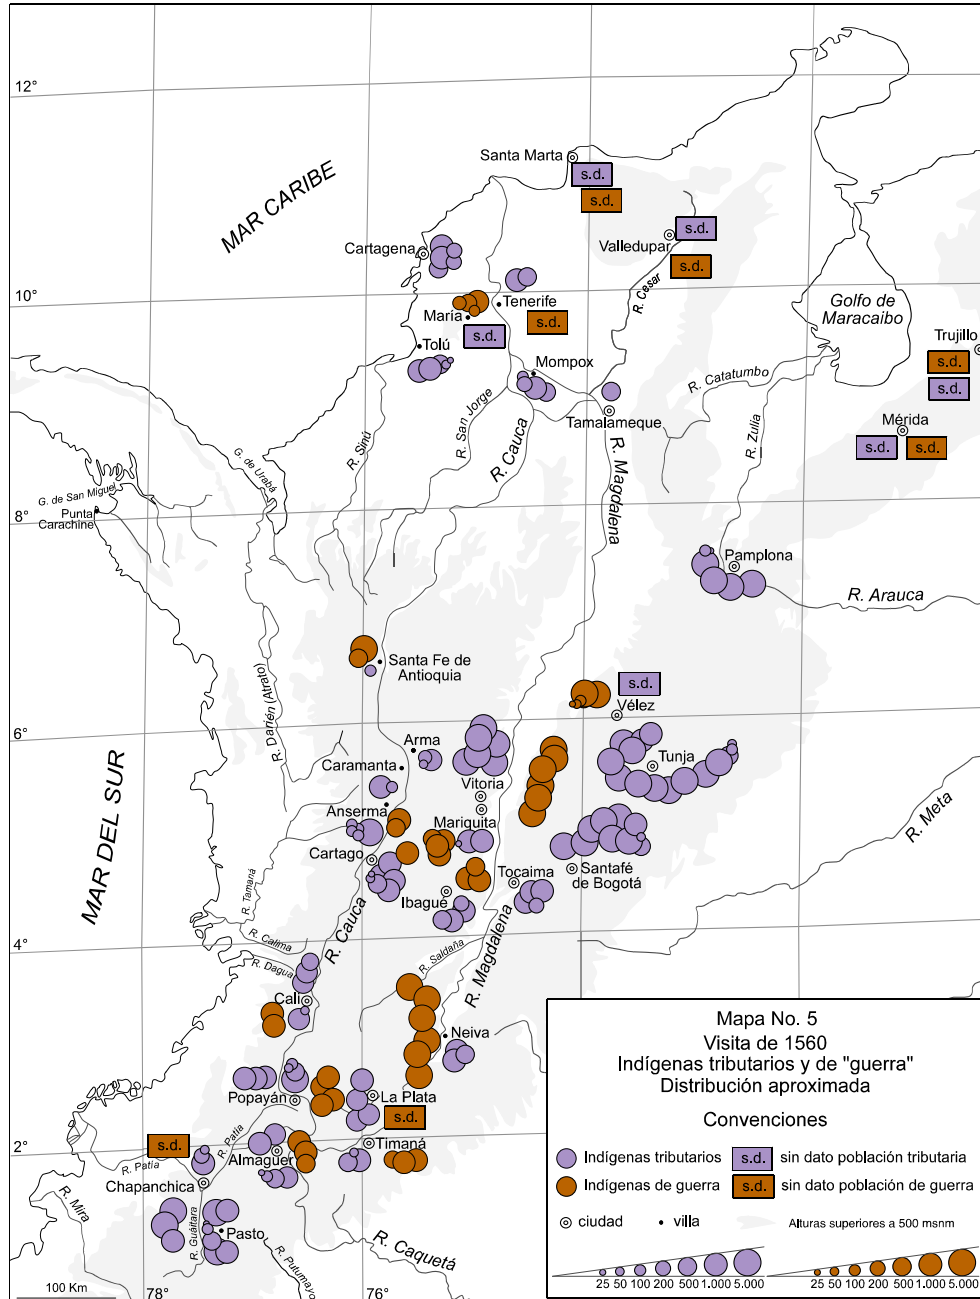 12°
Santa Marta
s.d.
s.d.
MAR CARIBE
Cartagena
Valledupar
s.d.
s.d.
R. Cesar
10°
Tenerife
María
s.d.
s.d.
Golfo de
Maracaibo
Tolú
Mompox
Trujillo
s.d.
s.d.
R. Catatumbo
Tamalameque
Mérida
s.d.
s.d.
R. Sinú
R. San Jorge
R. Cauca
R. Magdalena
R. Zulia
G. de Urabá
G. de San Miguel
Punta
Carachine
8°
Pamplona
R. Arauca
Santa Fe de
Antioquia
s.d.
Vélez
R. Darién (Atrato)
6°
Arma
Caramanta
Tunja
Vitoria
Anserma
Mariquita
MAR DEL SUR
R. Meta
Cartago
Tocaima
Santafé
de Bogotá
Ibagué
R. Tamaná
R. Calima
R. Cauca
R. Saldaña
R. Magdalena
4°
R. Dagua
Cali
Neiva
Popayán
La Plata
s.d.
2°
s.d.
R. Patía
R. Patía
Almaguer
Timaná
Chapanchica
R. Mira
R. Guáitara
Pasto
R. Putumayo
R. Caquetá
100 Km
78°
76°
Mapa No. 5
Visita de 1560
Indígenas tributarios y de "guerra"
Distribución aproximada
Convenciones
Indígenas tributarios
s.d.
sin dato población tributaria
Indígenas de guerra
s.d.
sin dato población de guerra
ciudad
villa
Alturas superiores a 500 msnm
25 50 100 200 500 1.000 5.000
25 50 100 200 500 1.000 5.000